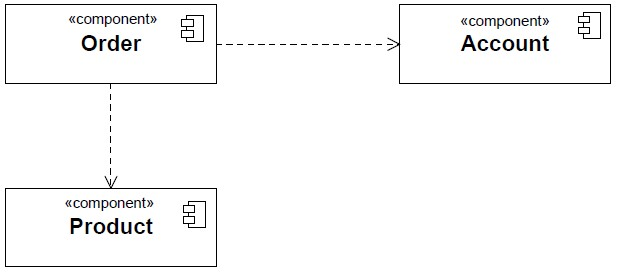 «component»
Order
«component»
Account
«component»
Product